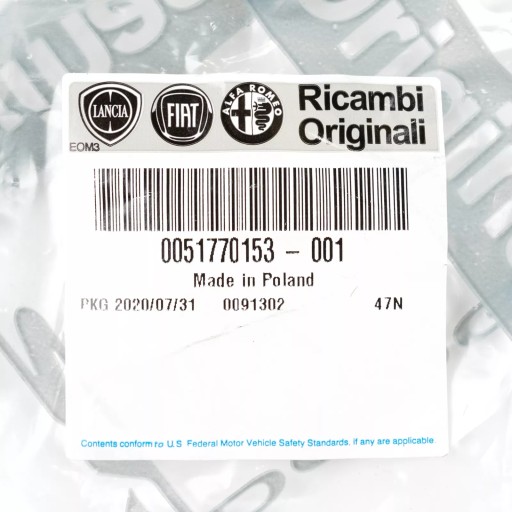 LANCIA FIAT ALFA ROMEO Ricambi
Originali
EOM3
0051770153 - 001
Made in Poland
PKG 2020/07/31 0091302 47N
Contents conform to U.S. Federal Motor Vehicle Safety Standards, if any are applicable